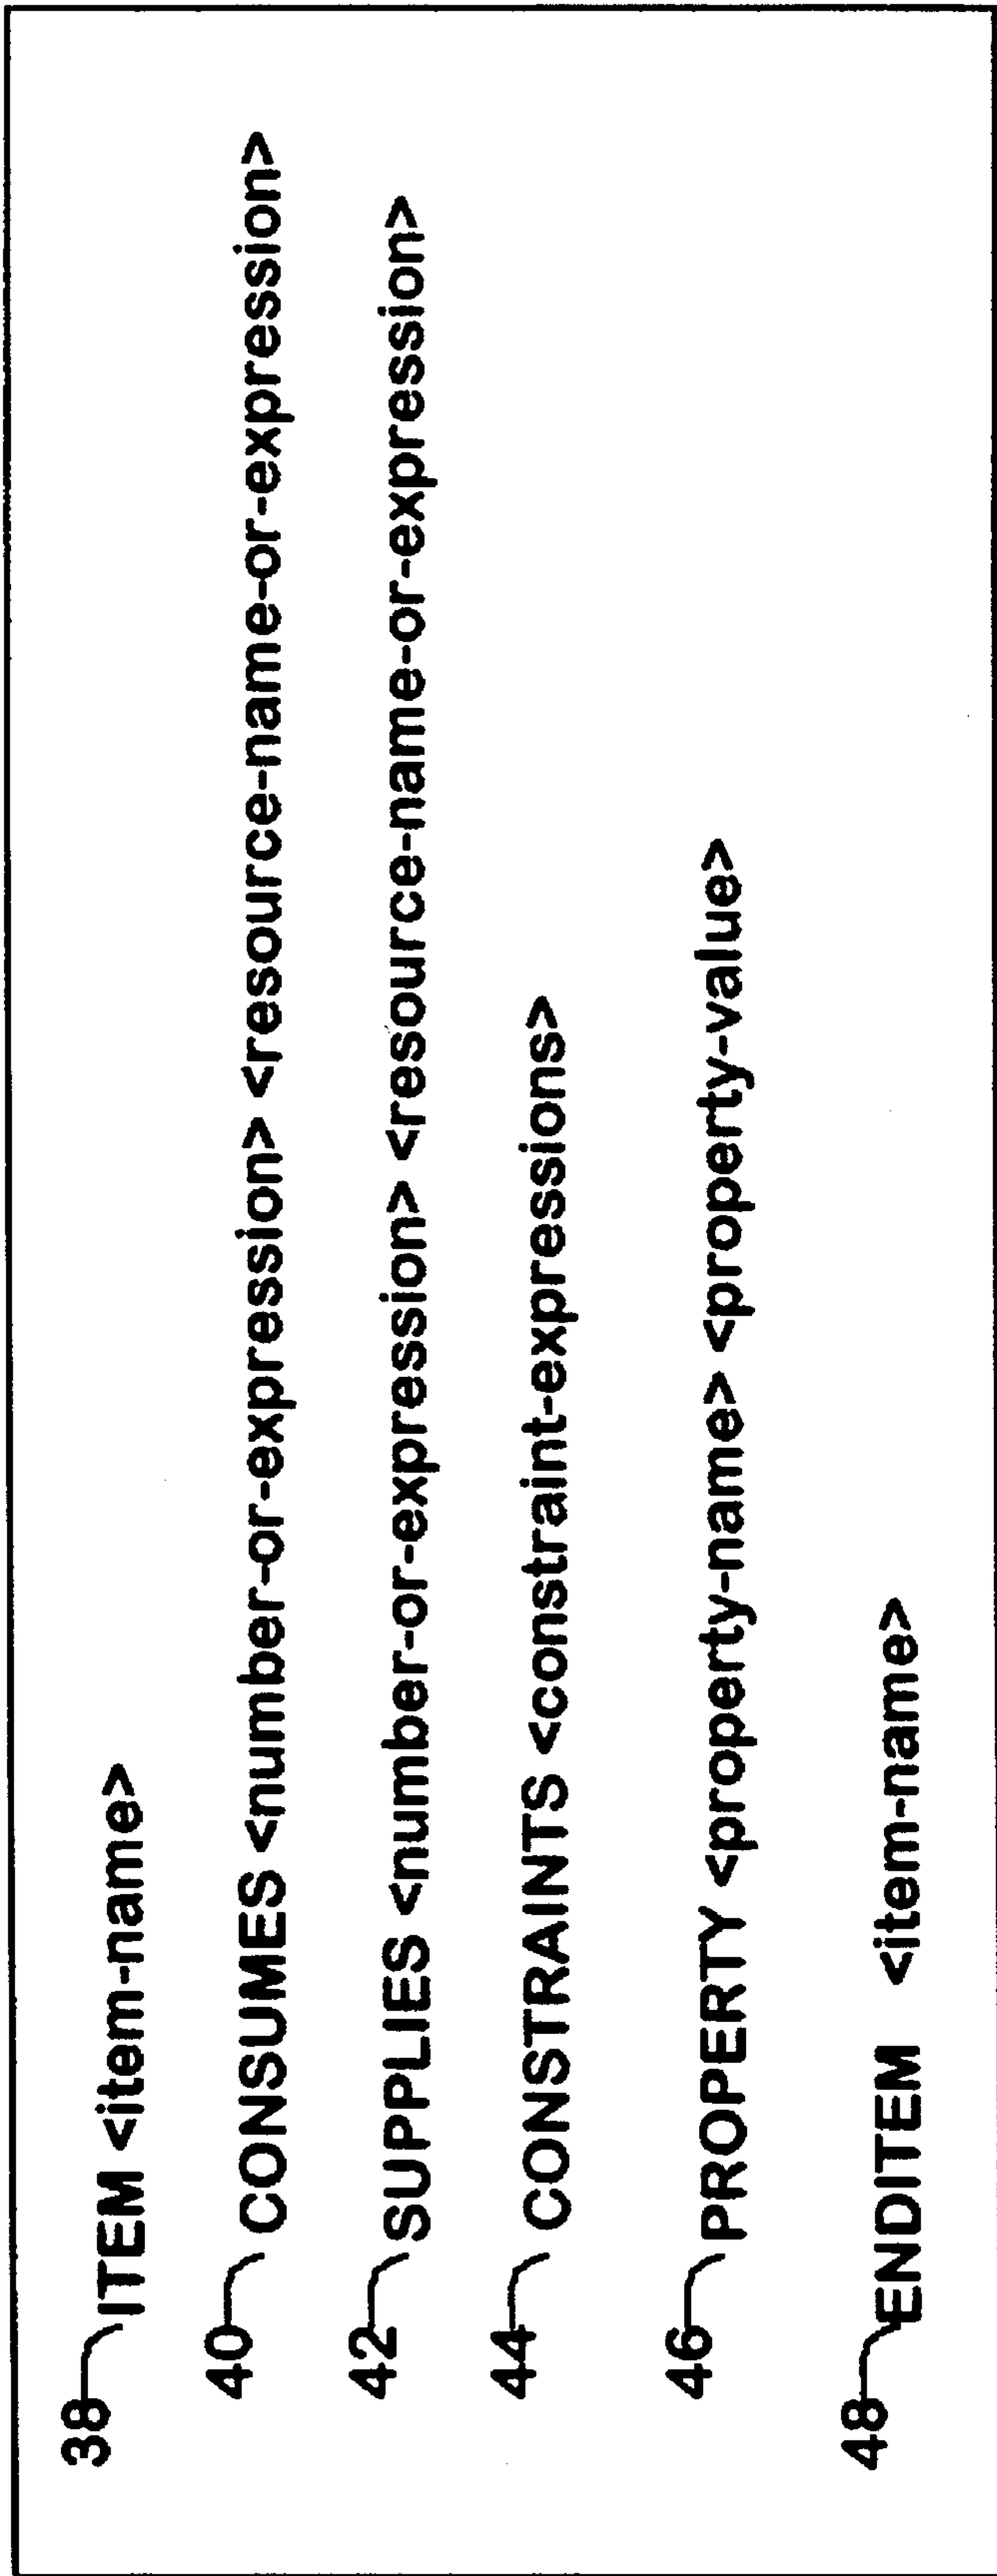 38 ITEM <item-name>
40 CONSUMES <number-or-expression> <resource-name-or-expression>
42 SUPPLIES <number-or-expression> <resource-name-or-expression>
44 CONSTRAINTS <constraint-expressions>
46 PROPERTY <property-name> <property-value>
48 ENDITEM <item-name>